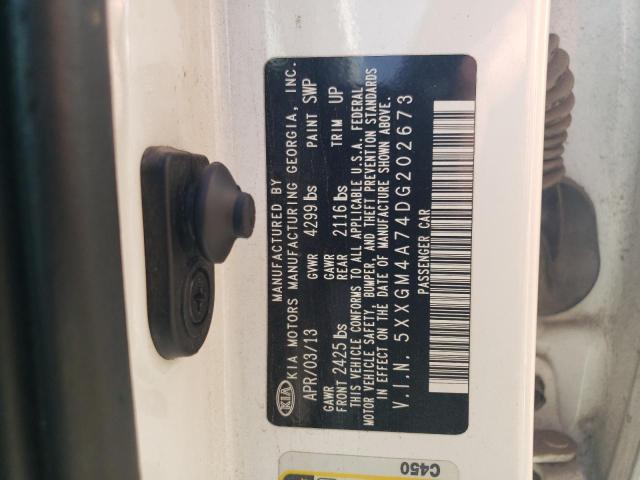 KIA
MANUFACTURED BY
KIA MOTORS MANUFACTURING GEORGIA, INC.
APR/03/13 GVWR 4299 lbs PAINT SWP
GAWR FRONT 2425 lbs GAWR REAR 2116 lbs TRIM UP
THIS VEHICLE CONFORMS TO ALL APPLICABLE U.S.A. FEDERAL
MOTOR VEHICLE SAFETY, BUMPER, AND THEFT PREVENTION STANDARDS
IN EFFECT ON THE DATE OF MANUFACTURE SHOWN ABOVE.
V.I.N. 5XXGM4A74DG202673
PASSENGER CAR
C450